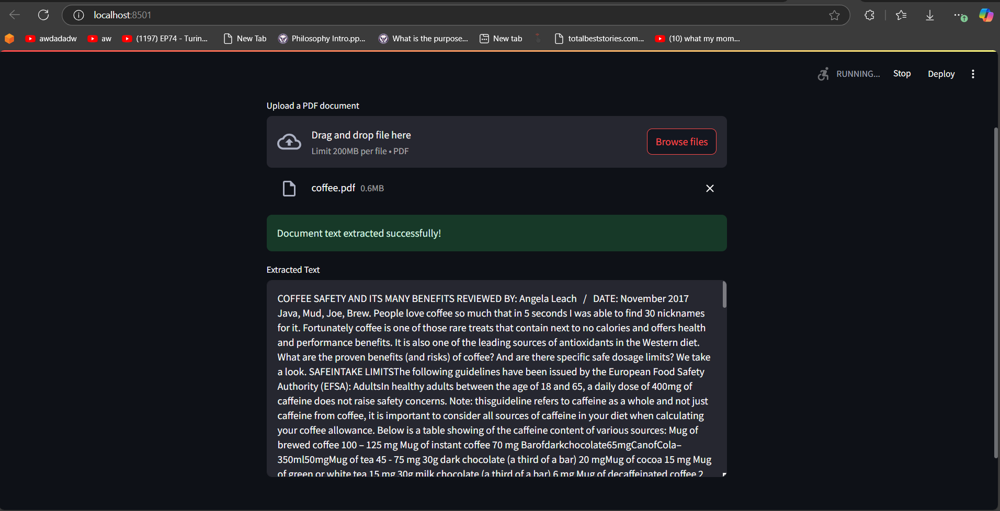 localhost:8501
awdadadw
aw
(1197) EP74 - Turin...
New Tab
Philosophy Intro.pp...
What is the purpose...
New tab
totalbeststories.com...
(10) what my mom...
RUNNING...
Stop
Deploy
Upload a PDF document
Drag and drop file here
Limit 200MB per file • PDF
Browse files
coffee.pdf 0.6MB
Document text extracted successfully!
Extracted Text
COFFEE SAFETY AND ITS MANY BENEFITS REVIEWED BY: Angela Leach / DATE: November 2017
Java, Mud, Joe, Brew. People love coffee so much that in 5 seconds I was able to find 30 nicknames
for it. Fortunately coffee is one of those rare treats that contain next to no calories and offers health
and performance benefits. It is also one of the leading sources of antioxidants in the Western diet.
What are the proven benefits (and risks) of coffee? And are there specific safe dosage limits? We take
a look. SAFEINTAKE LIMITSThe following guidelines have been issued by the European Food Safety
Authority (EFSA): AdultsIn healthy adults between the age of 18 and 65, a daily dose of 400mg of
caffeine does not raise safety concerns. Note: thisguideline refers to caffeine as a whole and not just
caffeine from coffee, it is important to consider all sources of caffeine in your diet when calculating
your coffee allowance. Below is a table showing of the caffeine content of various sources: Mug of
brewed coffee 100 – 125 mg Mug of instant coffee 70 mg Barofdarkchocolate65mgCanofCola–
350ml50mgMug of tea 45 - 75 mg 30g dark chocolate (a third of a bar) 20 mgMug of cocoa 15 mg Mug
of green or white tea 15 mg 30g milk chocolate (a third of a bar) 6 mg Mug of decaffeinated coffee 2